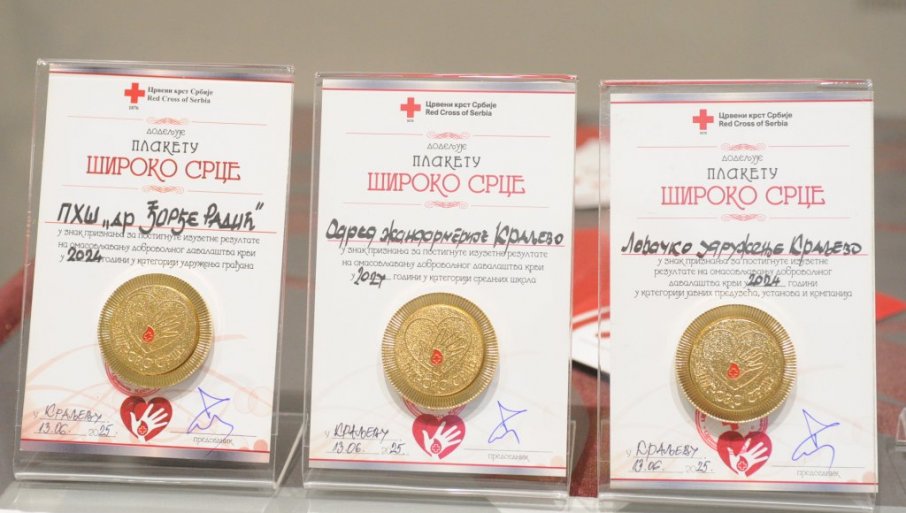 Црвени крст Србије
Red Cross of Serbia
1876
додељује
ПЛАКЕТУ
ШИРОКО СРЦЕ
ПХШ „др Ђорђе Радић“
у знак признања за постигнуте изузетне резултате
на омасовљавању добровољног давалаштва крви
у 2024 години у категорији удружења грађана
у Краљеву
13.06. 2025.
председник
Црвени крст Србије
Red Cross of Serbia
додељује
ПЛАКЕТУ
ШИРОКО СРЦЕ
Одред жандармерије Краљево
у знак признања за постигнуте изузетне резултате
на омасовљавању добровољног давалаштва крви
у години у категорији средњих школа
у Краљеву
13.06. 2025.
председник
Црвени крст Србије
Red Cross of Serbia
додељује
ПЛАКЕТУ
ШИРОКО СРЦЕ
Ловачко удружење Краљево
у знак признања за постигнуте изузетне
резултате на омасовљавању добровољног
давалаштва крви у 2024 години
у категорији јавних предузећа, установа и компанија
у Краљеву
13.06. 2025.
председник